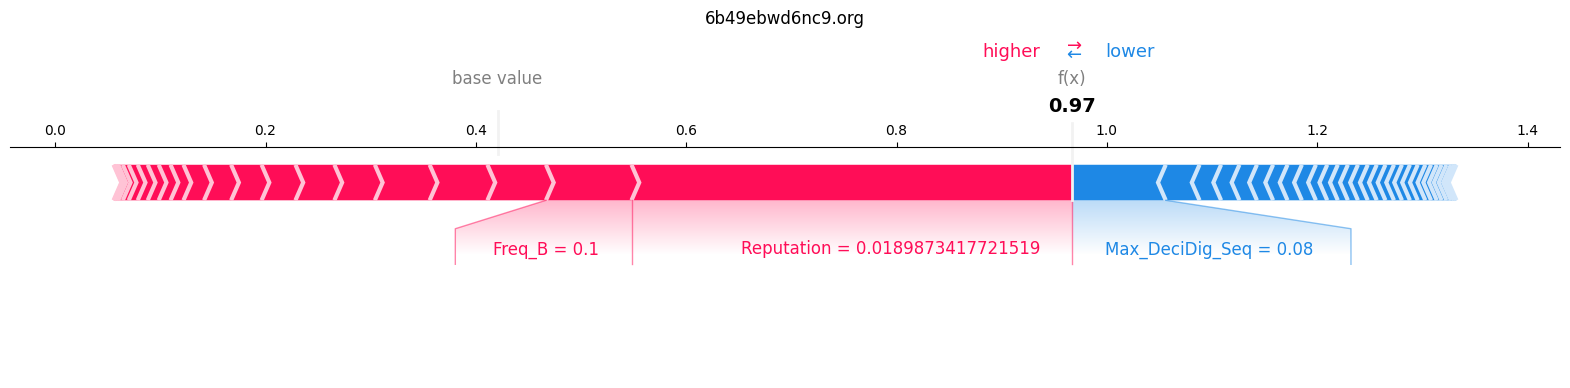 6b49ebwd6nc9.org
higher ⇄ lower
base value f(x)
0.97
0.0 0.2 0.4 0.6 0.8 1.0 1.2 1.4
Freq_B = 0.1 Reputation = 0.0189873417721519 Max_DeciDig_Seq = 0.08